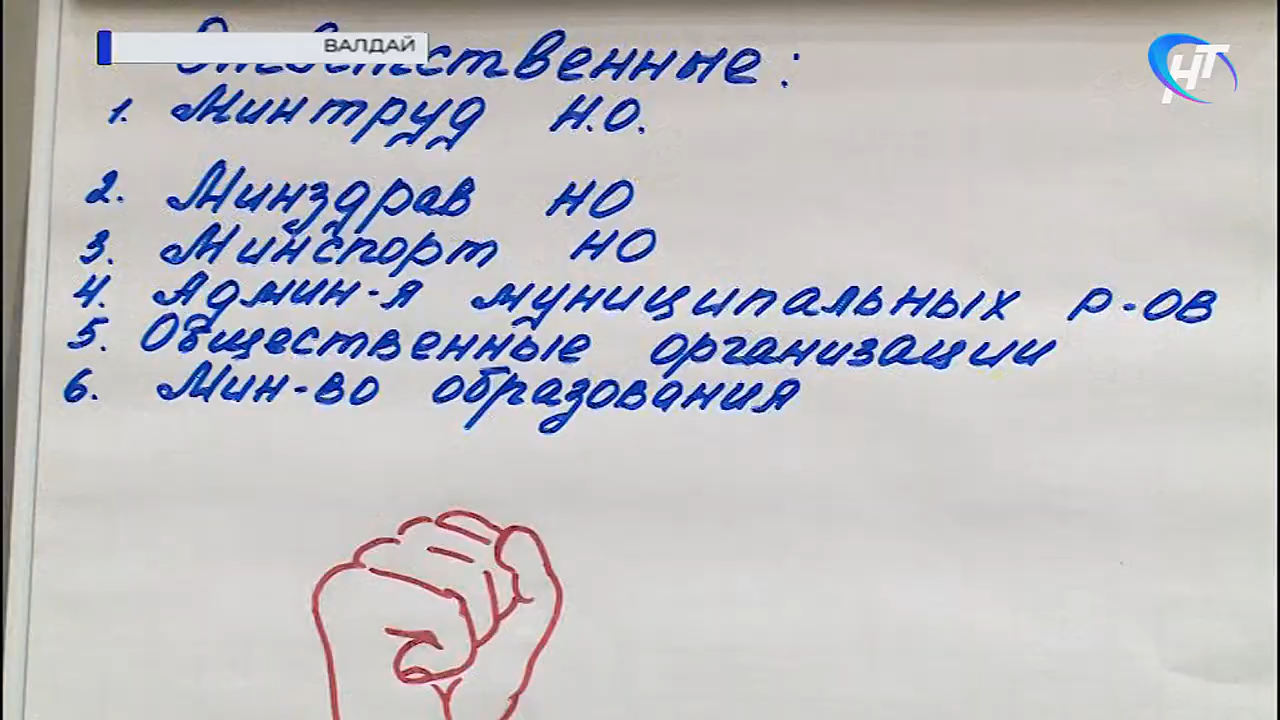 ВАЛДАЙ
НТ
Ответственные:
1. Минтруд Н.О.
2. Минздрав НО
3. Минспорт НО
4. Админ-я муниципальных р-ов
5. Общественные организации
6. Мин-во образования